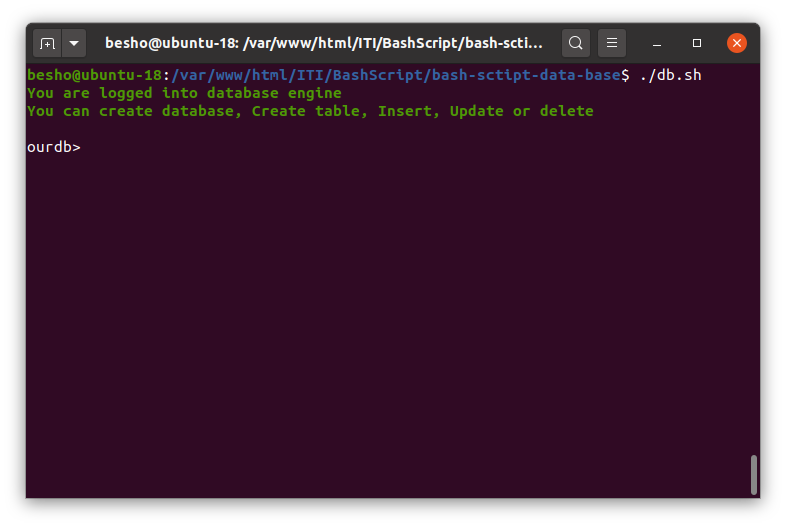 besho@ubuntu-18: /var/www/html/ITI/BashScript/bash-scti...
besho@ubuntu-18:/var/www/html/ITI/BashScript/bash-sctipt-data-base$ ./db.sh
You are logged into database engine
You can create database, Create table, Insert, Update or delete
ourdb>